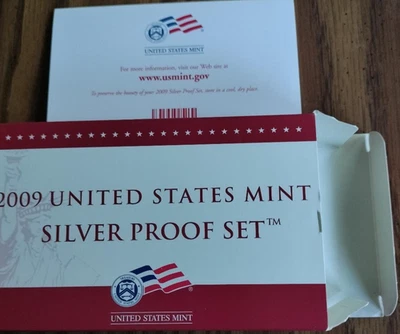 UNITED STATES MINT
For more information, visit our Web site at
www.usmint.gov
To preserve the beauty of your 2009 Silver Proof Set, store in a cool, dry place.
2009 UNITED STATES MINT
SILVER PROOF SET™
UNITED STATES MINT